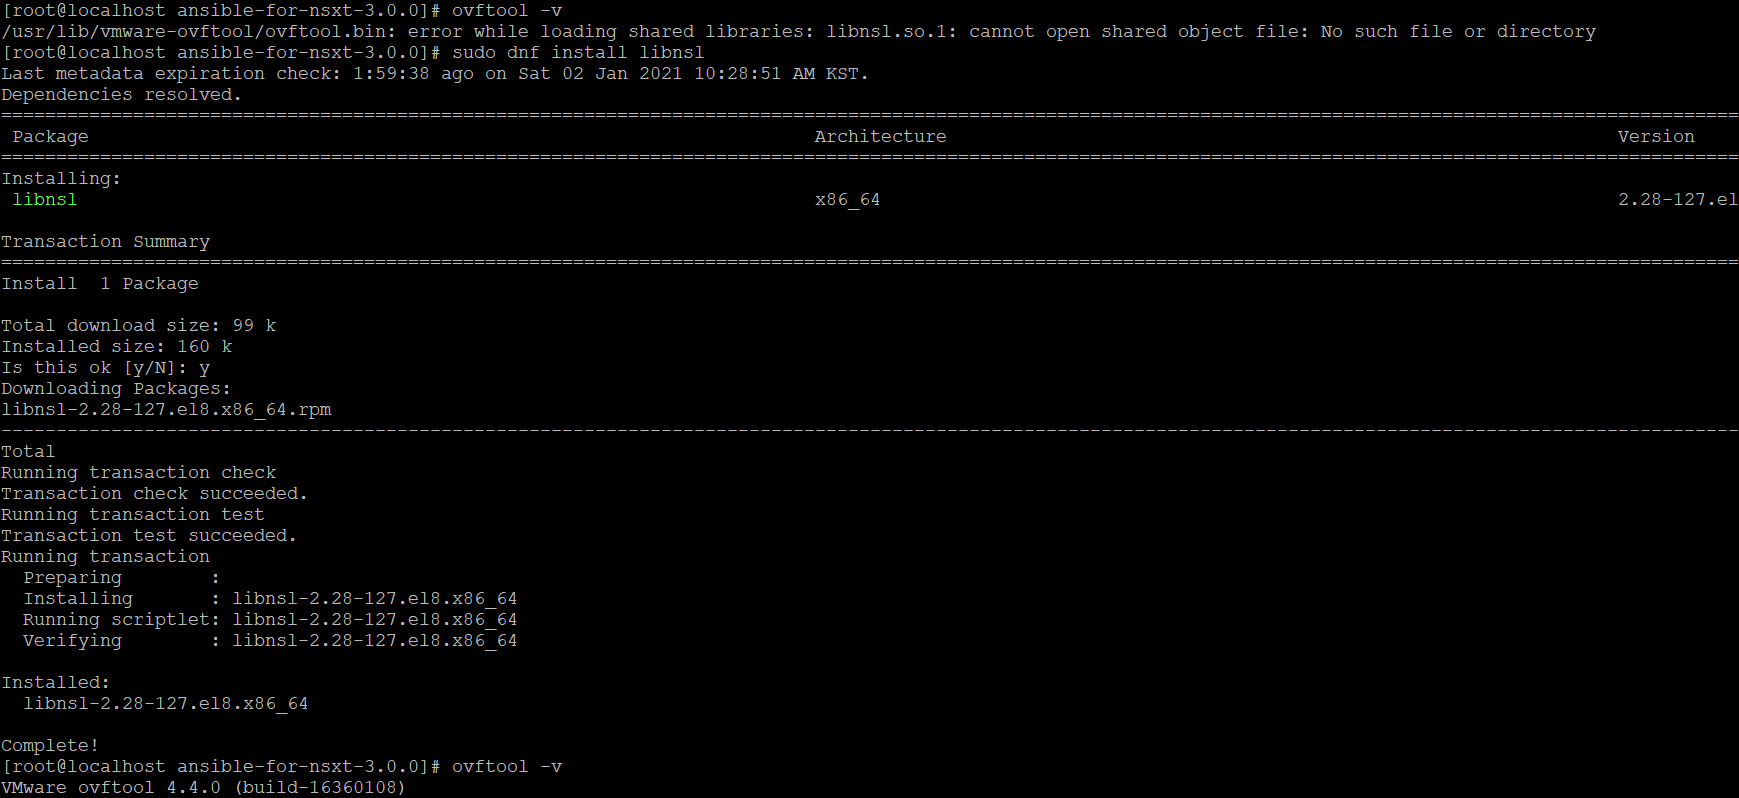 [root@localhost ansible-for-nsxt-3.0.0]# ovftool -v
/usr/lib/vmware-ovftool/ovftool.bin: error while loading shared libraries: libnsl.so.1: cannot open shared object file: No such file or directory
[root@localhost ansible-for-nsxt-3.0.0]# sudo dnf install libnsl
Last metadata expiration check: 1:59:38 ago on Sat 02 Jan 2021 10:28:51 AM KST.
Dependencies resolved.
Package Architecture Version
Installing:
libnsl x86_64 2.28-127.el
Transaction Summary
Install  1 Package
Total download size: 99 k
Installed size: 160 k
Is this ok [y/N]: y
Downloading Packages:
libnsl-2.28-127.el8.x86_64.rpm
Total
Running transaction check
Transaction check succeeded.
Running transaction test
Transaction test succeeded.
Running transaction
Preparing        :
Installing       : libnsl-2.28-127.el8.x86_64
Running scriptlet: libnsl-2.28-127.el8.x86_64
Verifying        : libnsl-2.28-127.el8.x86_64
Installed:
libnsl-2.28-127.el8.x86_64
Complete!
[root@localhost ansible-for-nsxt-3.0.0]# ovftool -v
VMware ovftool 4.4.0 (build-16360108)